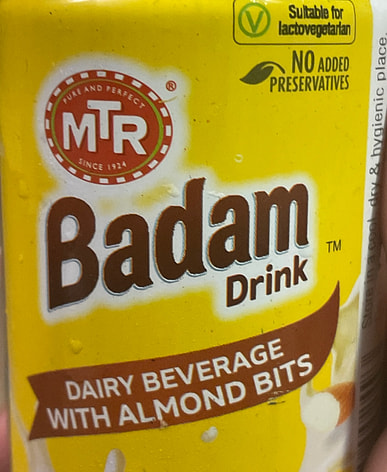 V
Suitable for
lactovegetarian
NO ADDED
PRESERVATIVES
PURE AND PERFECT
MTR
SINCE 1924
®
Badam
TM
Drink
DAIRY BEVERAGE
WITH ALMOND BITS
dry & hygienic place.